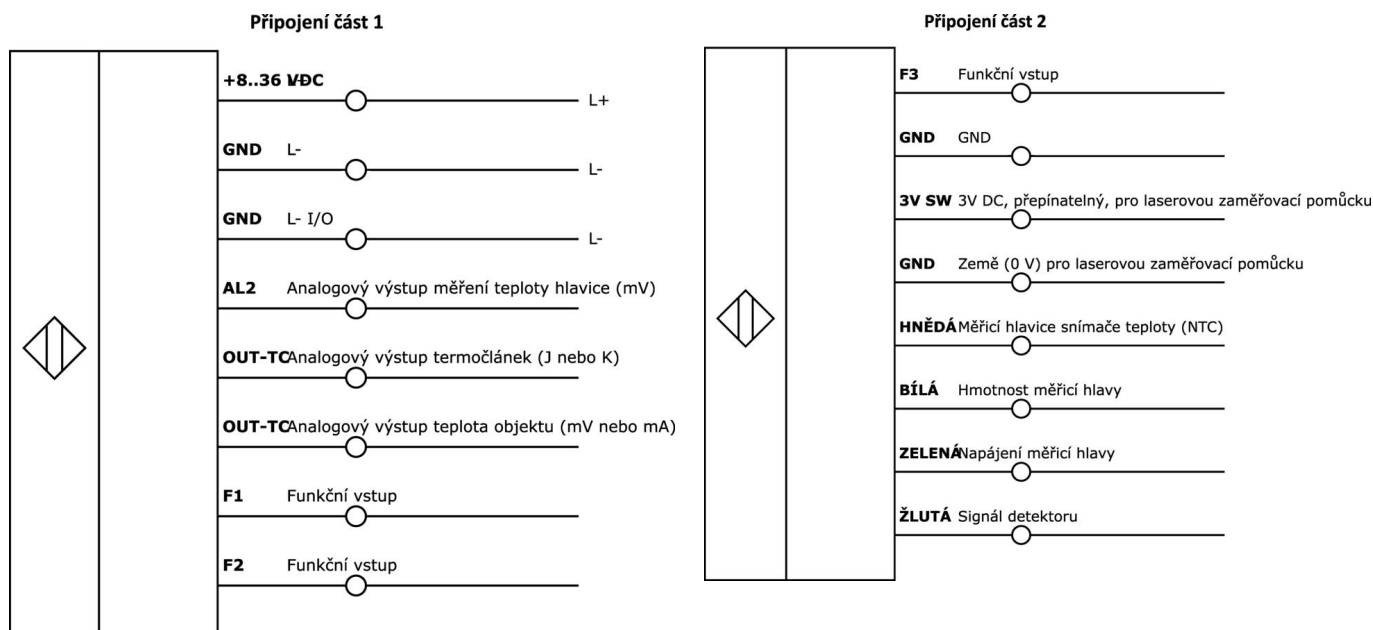 Připojení část 1
+8..36 VDC
L+
GND L-
L-
GND L- I/O
L-
AL2 Analogový výstup měření teploty hlavice (mV)
OUT-TC Analogový výstup termočlánek (J nebo K)
OUT-TC Analogový výstup teplota objektu (mV nebo mA)
F1 Funkční vstup
F2 Funkční vstup
Připojení část 2
F3 Funkční vstup
GND GND
3V SW 3V DC, přepínatelný, pro laserovou zaměřovací pomůcku
GND Země (0 V) pro laserovou zaměřovací pomůcku
HNĚDÁ Měřicí hlavice snímače teploty (NTC)
BÍLÁ Hmotnost měřicí hlavy
ZELENÁ Napájení měřicí hlavy
ŽLUTÁ Signál detektoru